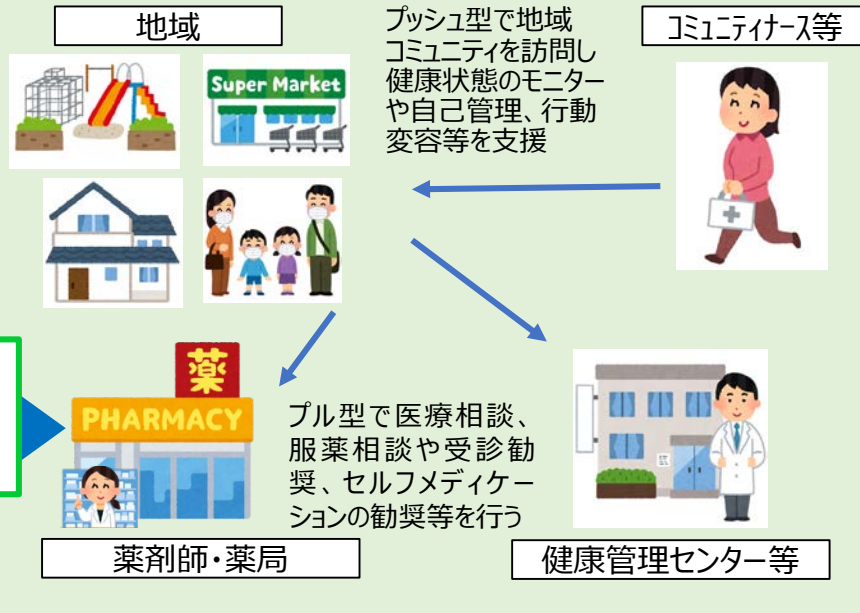 地域
プッシュ型で地域
コミュニティを訪問し
健康状態のモニター
や自己管理、行動
変容等を支援
コミュニティナース等
Super Market
薬
PHARMACY
プル型で医療相談、
服薬相談や受診勧
奨、セルフメディケー
ションの勧奨等を行う
薬剤師・薬局
健康管理センター等